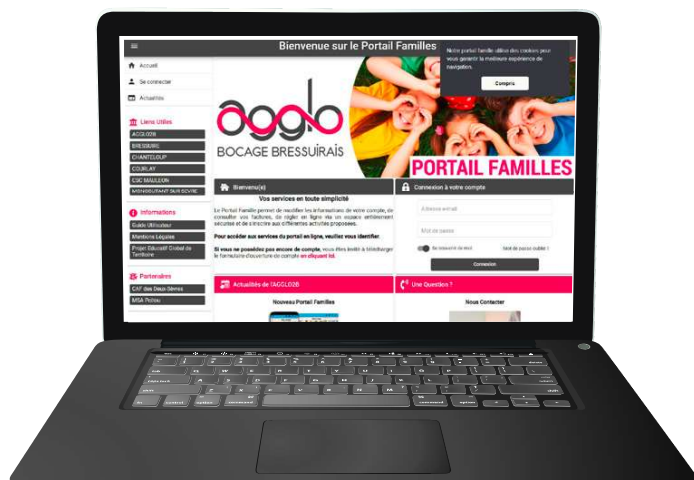 Bienvenue sur le Portail Familles
Notre portail famille utilise des cookies pour
vous garantir la meilleure expérience de
navigation.
Compris
Accueil
Se connecter
Actualités
Liens Utiles
AGGLO2B
BRESSUIRE
CHANTELOUP
COURLAY
CSC MAULEON
MONCOUTANT SUR SEVRE
Informations
Guide Utilisateur
Mentions Légales
Projet Educatif Global de
Territoire
Partenaires
CAF des Deux-Sèvres
MSA Poitou
agglo
BOCAGE BRESSUIRAIS
PORTAIL FAMILLES
Bienvenu(e)
Vos services en toute simplicité
Le Portail Famille permet de modifier les informations de votre compte, de
consulter vos factures, de régler en ligne via un espace entièrement
sécurisé et de s'inscrire aux différentes activités proposées.
Pour accéder aux services du portail en ligne, veuillez vous identifier.
Si vous ne possédez pas encore de compte, vous êtes invité à télécharger
le formulaire d'ouverture de compte en cliquant ici.
Connexion à votre compte
Adresse e-mail
Mot de passe
Se souvenir de moi
Mot de passe oublié ?
Connexion
Actualités de l'AGGLO2B
Nouveau Portail Familles
Une Question ?
Nous Contacter